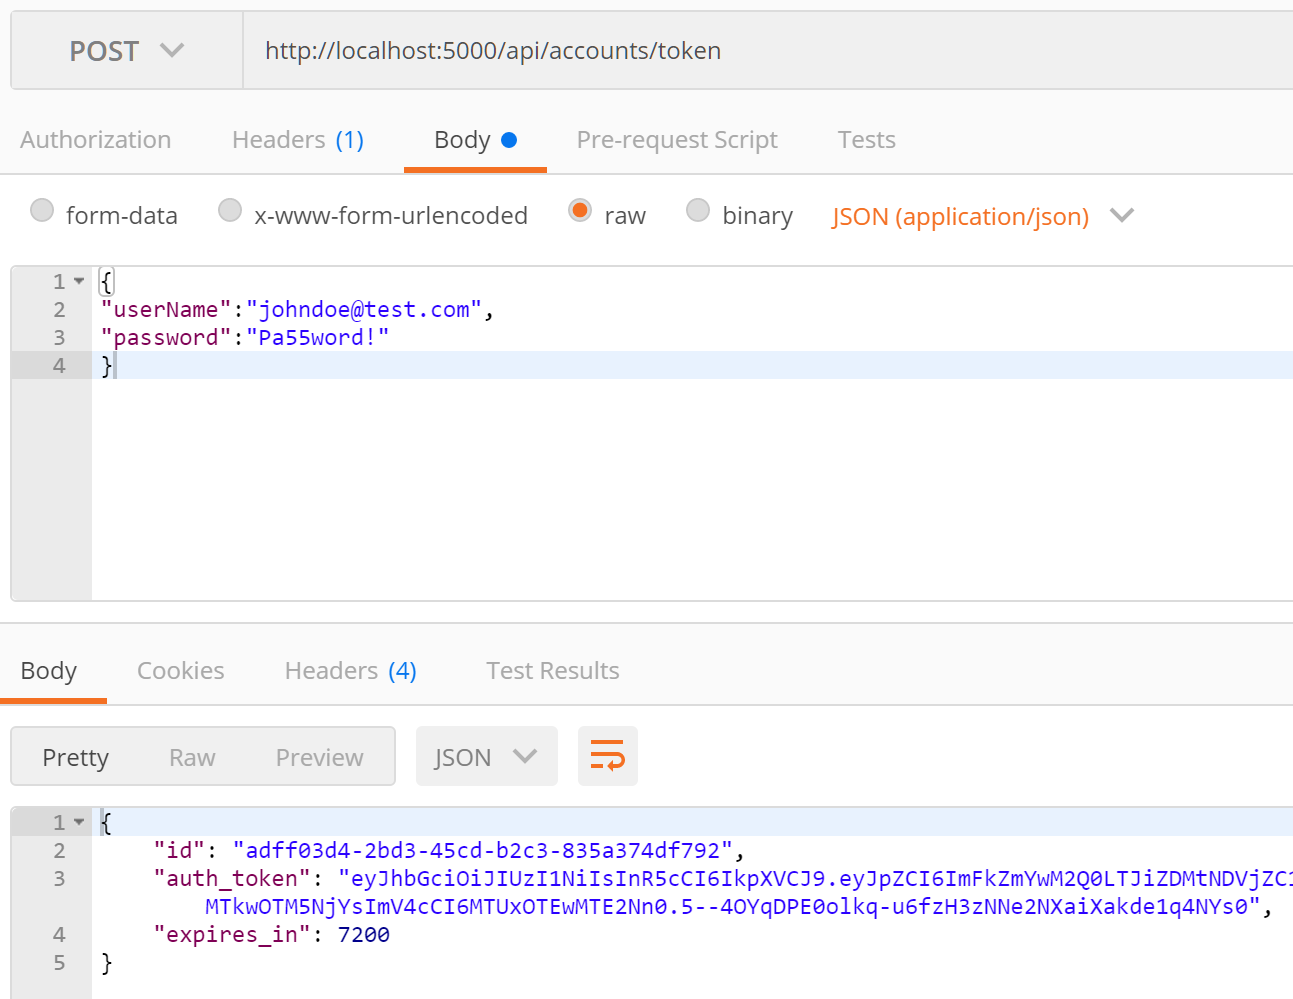 POST http://localhost:5000/api/accounts/token
Authorization Headers (1) Body Pre-request Script Tests
form-data x-www-form-urlencoded raw binary JSON (application/json)
1 {
2 "userName":"johndoe@test.com",
3 "password":"Pa55word!"
4 }
Body Cookies Headers (4) Test Results
Pretty Raw Preview JSON
1 {
2 "id": "adff03d4-2bd3-45cd-b2c3-835a374df792",
3 "auth_token": "eyJhbGciOiJIUzI1NiIsInR5cCI6IkpXVCJ9.eyJpZCI6ImFkZmYwM2Q0LTJiZDMtNDVjZC1
MTkwOTM5NjYsImV4cCI6MTUxOTEwMTE2Nn0.5--4OYqDPE0olkq-u6fzH3zNNe2NXaiXakde1q4NYs0",
4 "expires_in": 7200
5 }